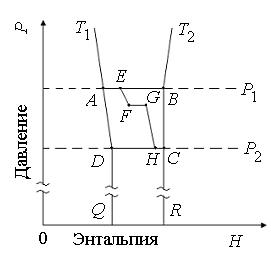 P
T1 T2
E
A G B P1
F
D H C P2
Давление
Q R
0 Энтальпия H